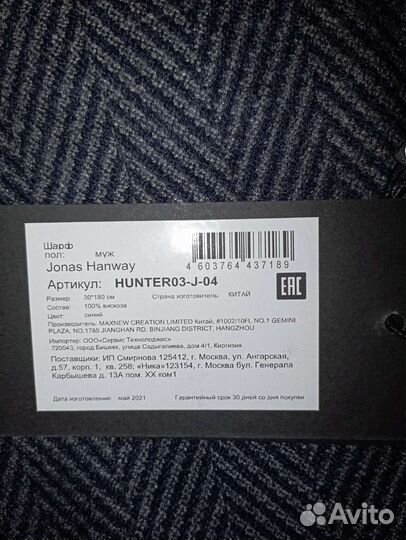 Шарф
пол: муж
Jonas Hanway
4 603764 437189
Артикул: HUNTER03-J-04
Размер: 30*180 см Страна изготовитель: КИТАЙ
Состав: 100% вискоза
Цвет: синий
EAC
Производитель: MAXNEW CREATION LIMITED Китай, #1002/10FL NO.1 GEMINI
PLAZA, NO.1785 JIANGHAN RD. BINJIANG DISTRICT, HANGZHOU
Импортер: ООО«Сервис Техноподжис»
720043, город Бишкек, улица Садыгалиева, дом 4/1, Киргизия
Поставщики: ИП Смирнова 125412, г. Москва, ул. Ангарская,
д.57, корп. 1, кв. 258; «Ника»123154, г. Москва бул. Генерала
Карбышева д. 13А пом. XX ком1
Дата изготовления: май 2021 Гарантийный срок 30 дней со дня покупки
Avito